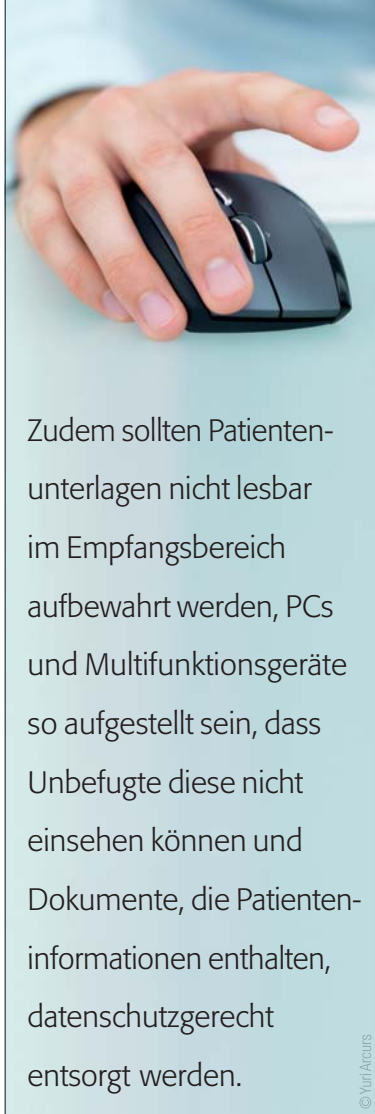 Zudem sollten Patienten-
unterlagen nicht lesbar
im Empfangsbereich
aufbewahrt werden, PCs
und Multifunktionsgeräte
so aufgestellt sein, dass
Unbefugte diese nicht
einsehen können und
Dokumente, die Patienten-
informationen enthalten,
datenschutzgerecht
entsorgt werden.
© Yuri Arcurs